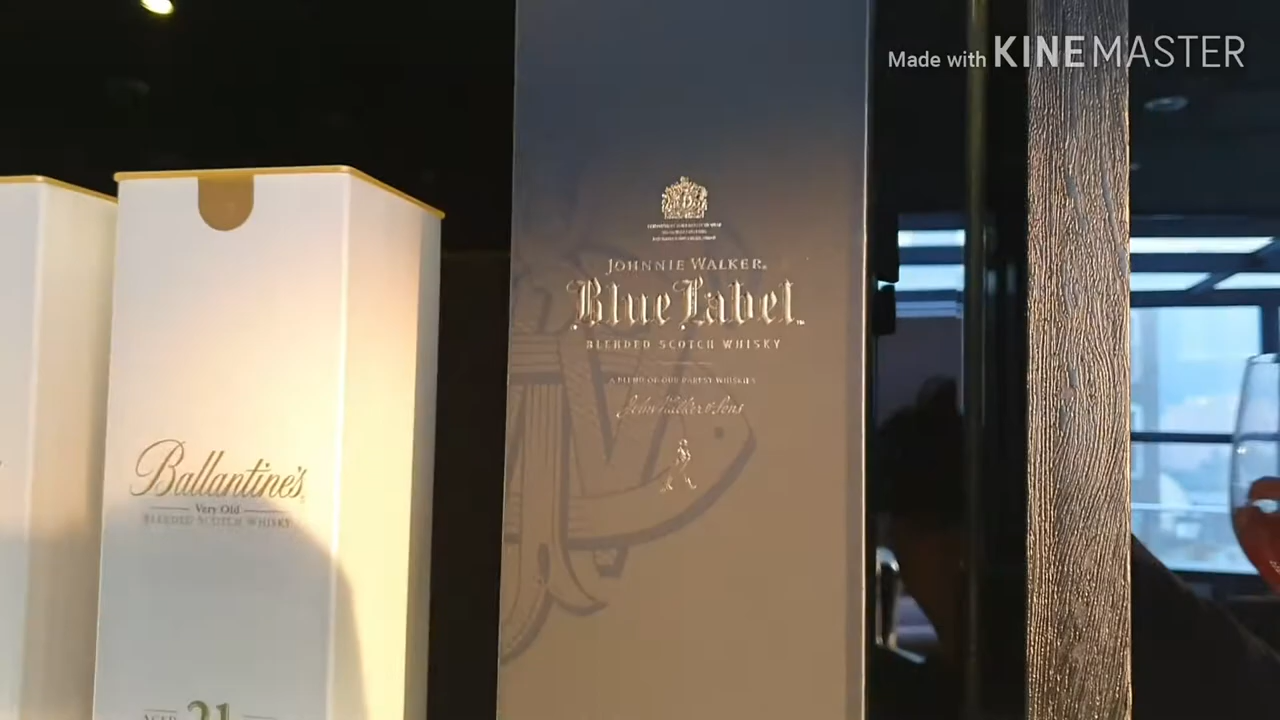 Made with KINEMASTER
JOHNNIE WALKER.
Blue Label
BLENDED SCOTCH WHISKY
A BLEND OF OUR RAREST WHISKIES
John Walker & Sons
Ballantine's
Very Old
BLENDED SCOTCH WHISKY
AGED 21